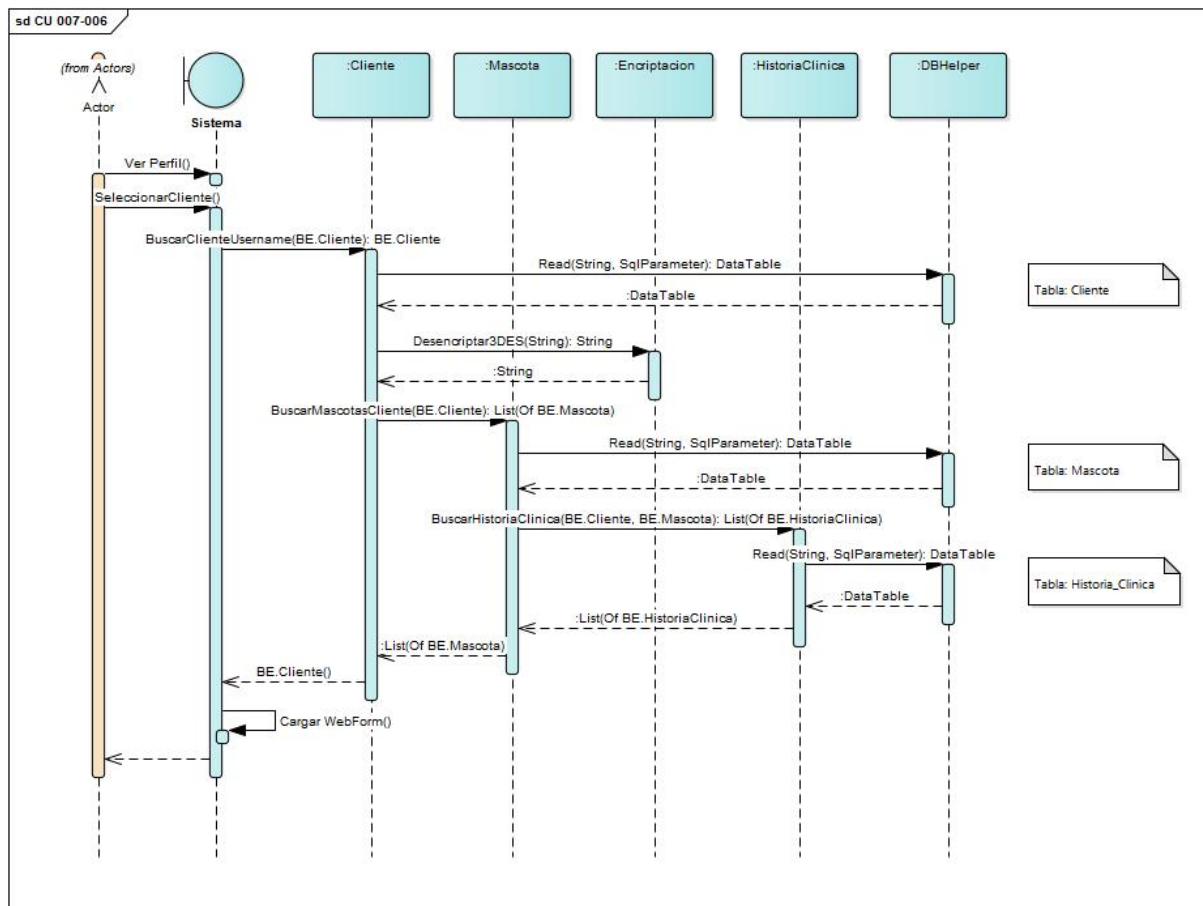 sd CU 007-006
(from Actors)
Actor
Sistema
:Cliente
:Mascota
:Encriptacion
:HistoriaClinica
:DBHelper
Ver Perfil()
SeleccionarCliente()
BuscarClienteUsername(BE.Cliente): BE.Cliente
Read(String, SqlParameter): DataTable
Tabla: Cliente
:DataTable
Desencriptar3DES(String): String
:String
BuscarMascotasCliente(BE.Cliente): List(Of BE.Mascota)
Read(String, SqlParameter): DataTable
Tabla: Mascota
:DataTable
BuscarHistoriaClinica(BE.Cliente, BE.Mascota): List(Of BE.HistoriaClinica)
Read(String, SqlParameter): DataTable
Tabla: Historia_Clinica
:DataTable
:List(Of BE.HistoriaClinica)
:List(Of BE.Mascota)
BE.Cliente()
Cargar WebForm()